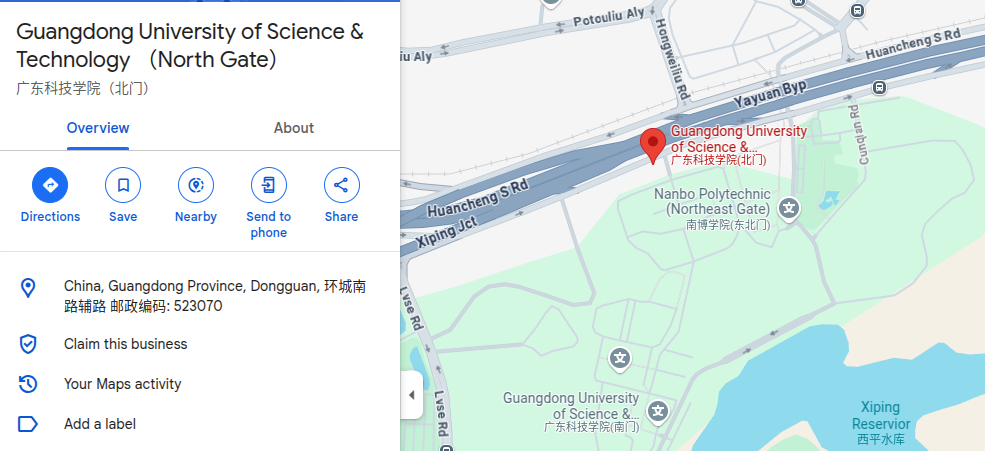 Guangdong University of Science &
Technology （North Gate）
广东科技学院（北门）
Overview
About
Directions
Save
Nearby
Send to
phone
Share
China, Guangdong Province, Dongguan, 环城南
路辅路 邮政编码: 523070
Claim this business
Your Maps activity
Add a label
Potouliu Aly
iu Aly
Hongweiliu Rd
Huancheng S Rd
Yayuan Byp
Guangdong University
of Science &...
广东科技学院(北门)
Cunqian Rd
Nanbo Polytechnic
(Northeast Gate)
南博学院(东北门)
Huancheng S Rd
Xiping Jct
Lvse Rd
Lvse Rd
Guangdong University
of Science &...
广东科技学院(南门)
Xiping
Reservior
西平水库